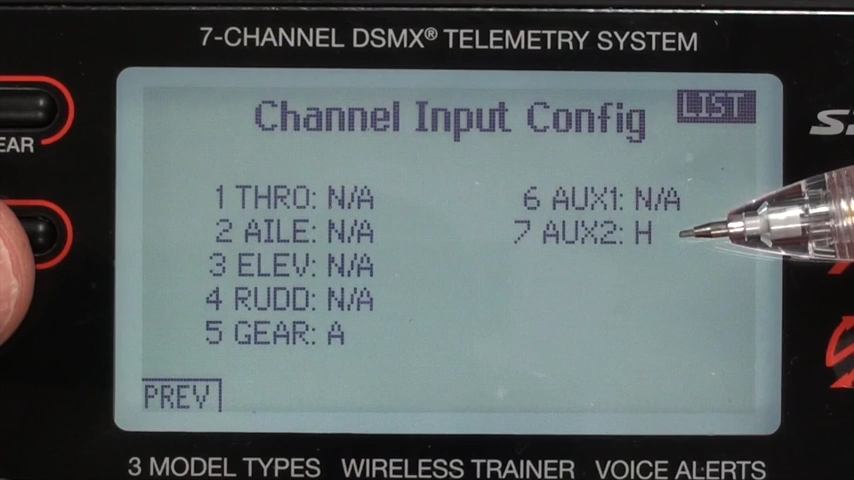 7-CHANNEL DSMX® TELEMETRY SYSTEM
Channel Input Config
LIST
1 THRO: N/A
2 AILE: N/A
3 ELEV: N/A
4 RUDD: N/A
5 GEAR: A
6 AUX1: N/A
7 AUX2: H
PREV
3 MODEL TYPES WIRELESS TRAINER VOICE ALERTS